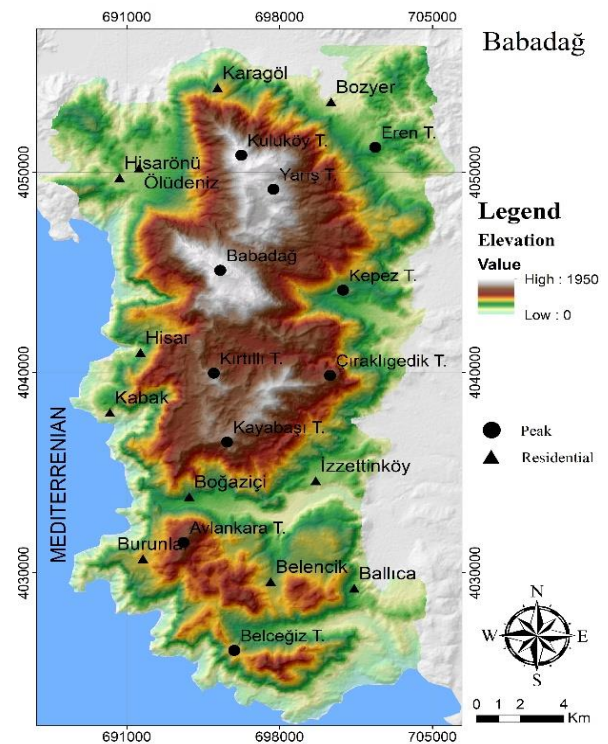 691000 698000 705000
Babadağ
Karagöl
Bozyer
Kuluköy T.
Eren T.
4050000
4050000
Hisarönü
Ölüdeniz
Yarış T.
Legend
Elevation
Value
High : 1950
Low : 0
Babadağ
Kepez T.
Hisar
Kırtıllı T.
Çıraklıgedik T.
4040000
4040000
Kabak
Kayabaşı T.
Peak
Residential
MEDITERRENIAN
İzzettinköy
Boğaziçi
Avlankara T.
4030000
4030000
Burunlar
Belencik
Ballıca
Belceğiz T.
N
W E
S
0 1 2 4
Km
691000 698000 705000